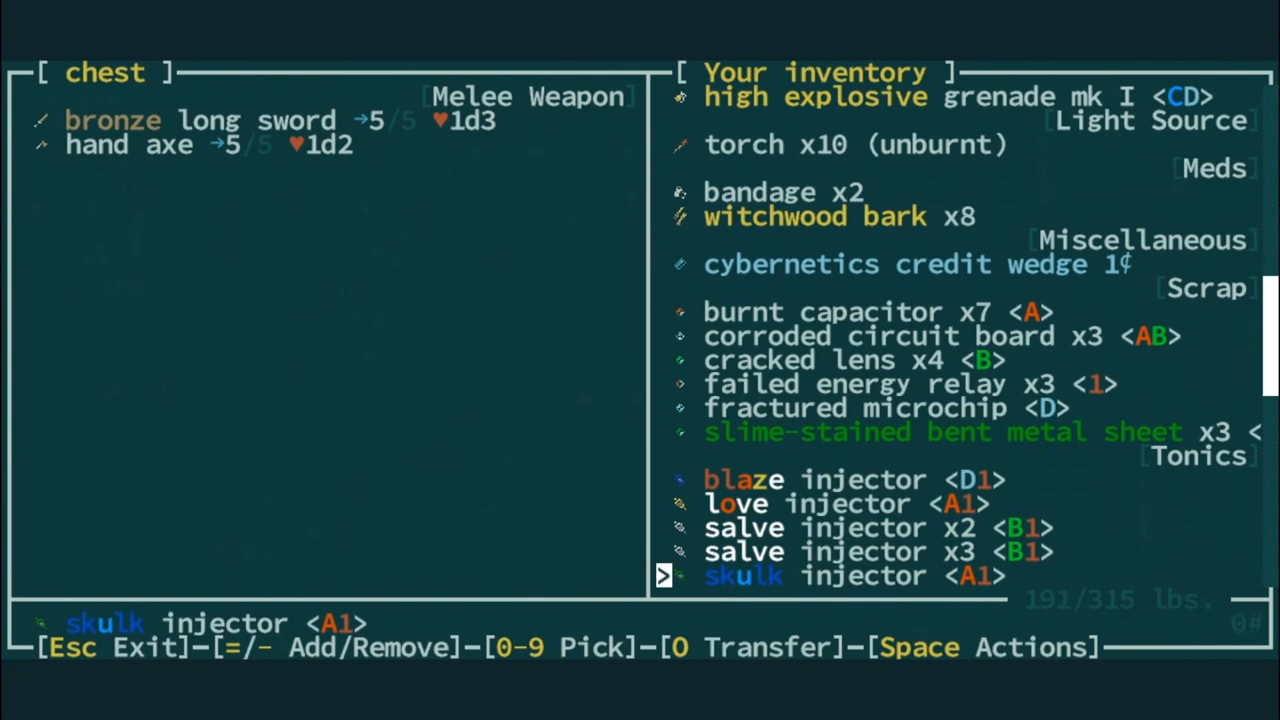 [ chest ]
[Melee Weapon]
bronze long sword →5/5 ♥1d3
hand axe →5/5 ♥1d2
[ Your inventory ]
high explosive grenade mk I <CD>
[Light Source]
torch x10 (unburnt)
[Meds]
bandage x2
witchwood bark x8
[Miscellaneous]
cybernetics credit wedge 1¢
[Scrap]
burnt capacitor x7 <A>
corroded circuit board x3 <AB>
cracked lens x4 <B>
failed energy relay x3 <1>
fractured microchip <D>
slime-stained bent metal sheet x3 <
[Tonics]
blaze injector <D1>
love injector <A1>
salve injector x2 <B1>
salve injector x3 <B1>
> skulk injector <A1>
191/315 lbs.
skulk injector <A1>
0#
[Esc Exit]-[=/- Add/Remove]-[0-9 Pick]-[O Transfer]-[Space Actions]